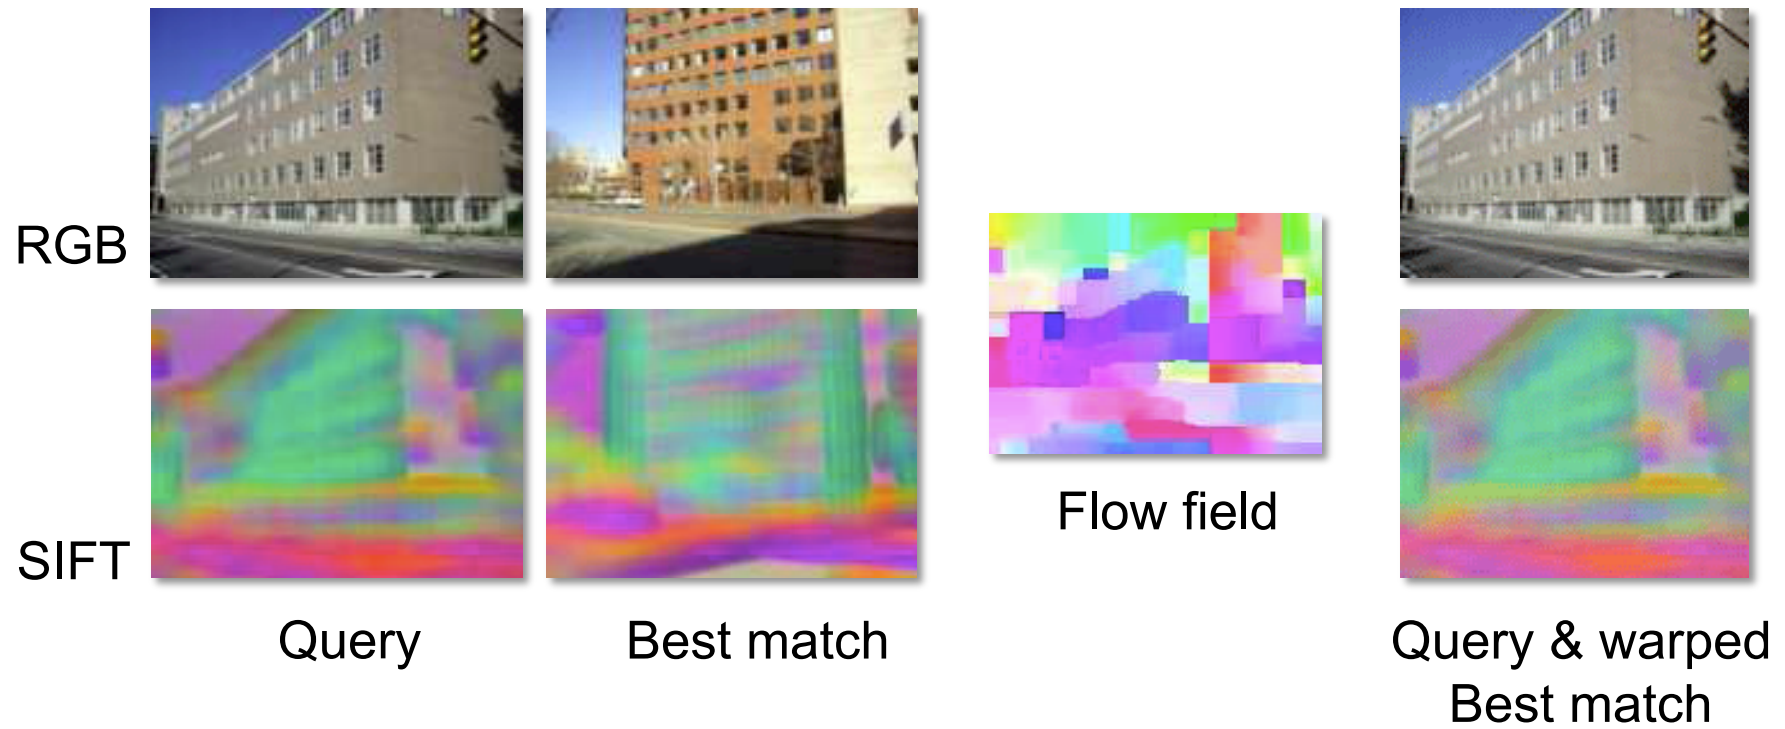 RGB
SIFT
Query
Best match
Flow field
Query & warped
Best match